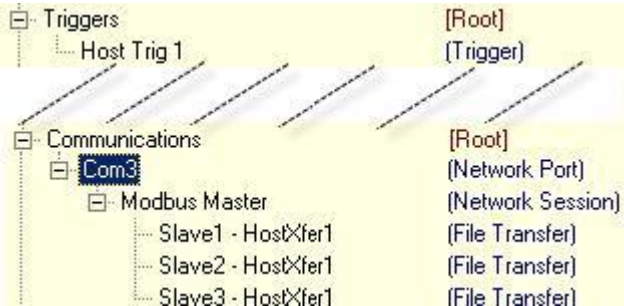 Triggers [Root]
Host Trig 1 (Trigger)
Communications [Root]
Com3 (Network Port)
Modbus Master (Network Session)
Slave1 - HostXfer1 (File Transfer)
Slave2 - HostXfer1 (File Transfer)
Slave3 - HostXfer1 (File Transfer)